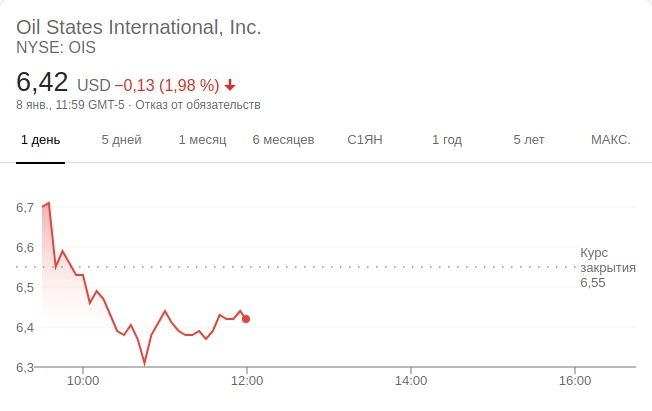 Oil States International, Inc.
NYSE: OIS
6,42 USD −0,13 (1,98 %)
8 янв., 11:59 GMT-5 · Отказ от обязательств
1 день 5 дней 1 месяц 6 месяцев С1ЯН 1 год 5 лет МАКС.
6,7
6,6
Курс
закрытия
6,55
6,5
6,4
6,3
10:00 12:00 14:00 16:00